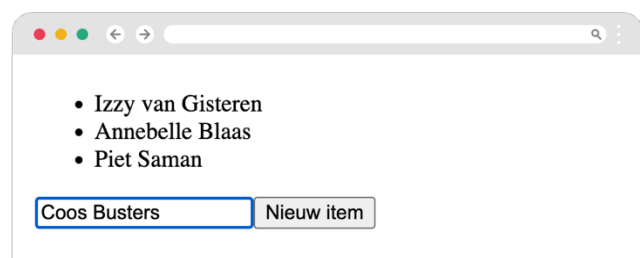 Izzy van Gisteren
Annebelle Blaas
Piet Saman
Coos Busters Nieuw item